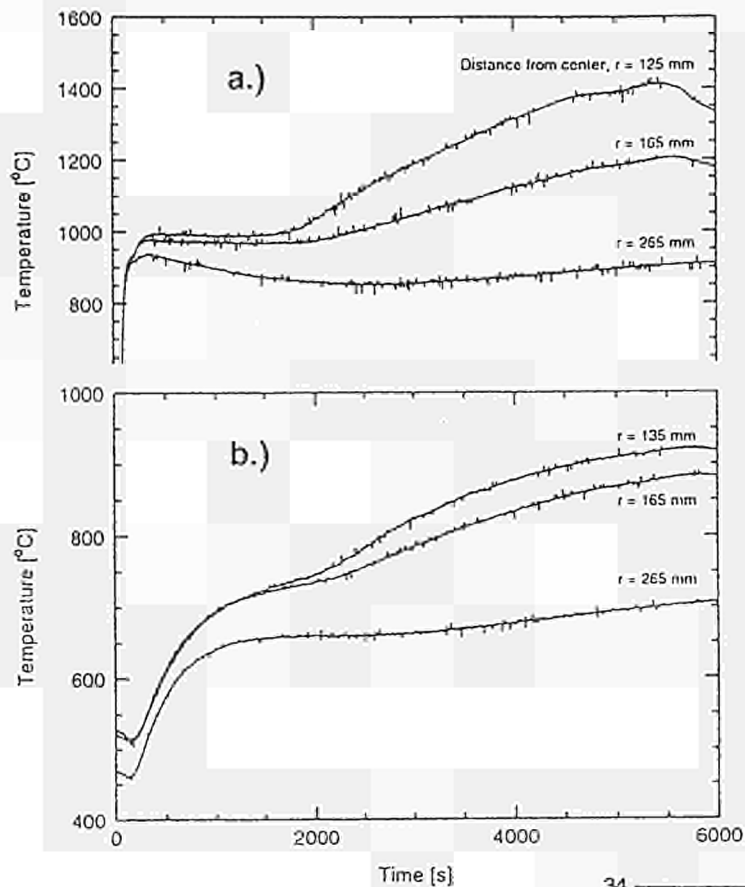 1600
1400
1200
1000
800
Temperature [°C]
a.)
Distance from center, r = 125 mm
r = 165 mm
r = 265 mm
1000
800
600
400
Temperature [°C]
b.)
r = 135 mm
r = 165 mm
r = 265 mm
0
2000
4000
6000
Time [s]
34